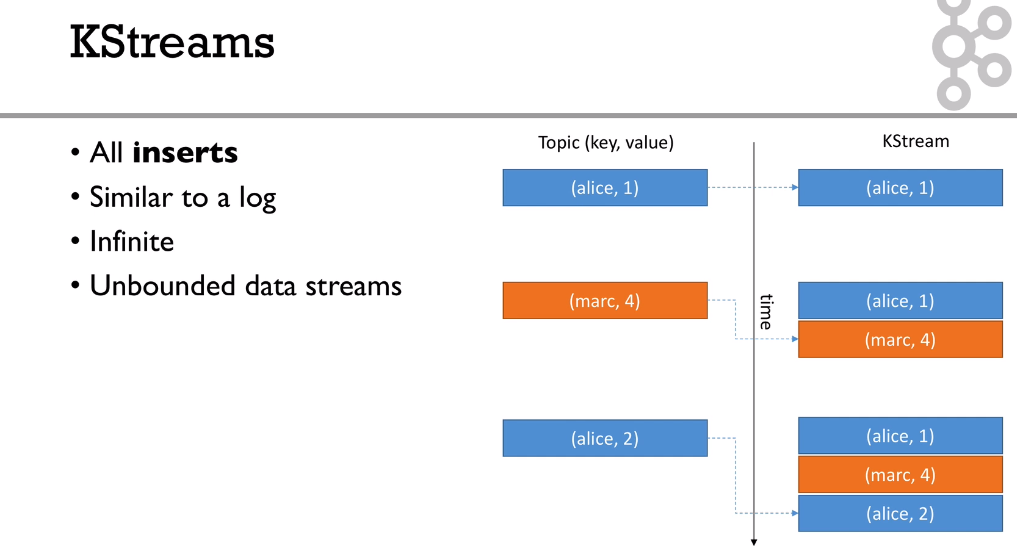 KStreams
• All inserts
• Similar to a log
• Infinite
• Unbounded data streams
Topic (key, value)
KStream
(alice, 1)
(alice, 1)
(marc, 4)
time
(alice, 1)
(marc, 4)
(alice, 2)
(alice, 1)
(marc, 4)
(alice, 2)